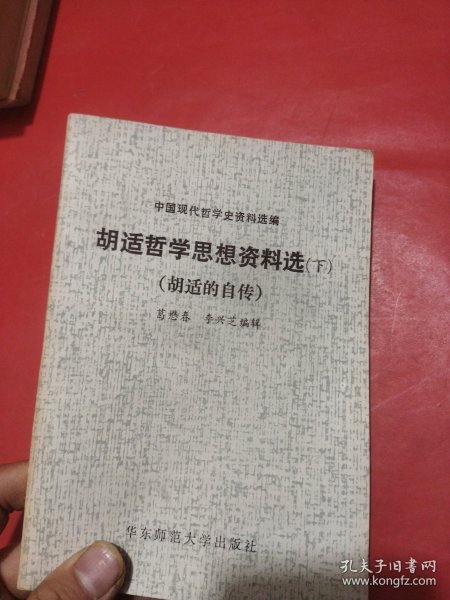 中国现代哲学史资料选编
胡适哲学思想资料选(下)
(胡适的自传)
葛懋春 李兴芝编辑
华东师范大学出版社
孔夫子旧书网
www.kongfz.com